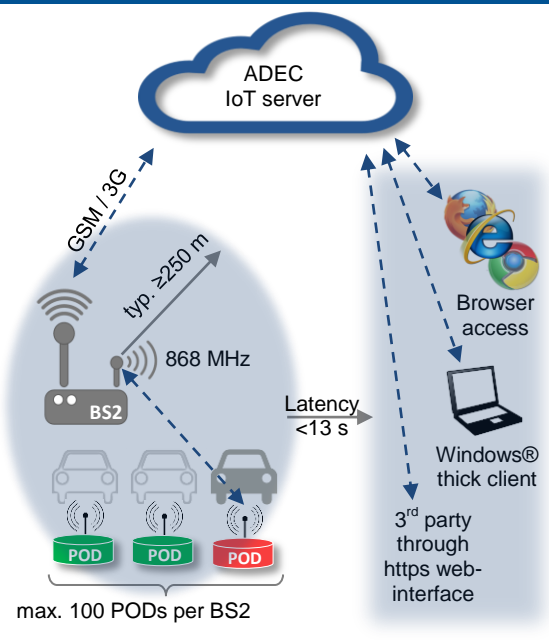 ADEC
IoT server
GSM / 3G
typ. ≥250 m
868 MHz
BS2
Browser
access
Latency
<13 s
Windows®
thick client
POD
POD
POD
3rd party
through
https web-
interface
max. 100 PODs per BS2